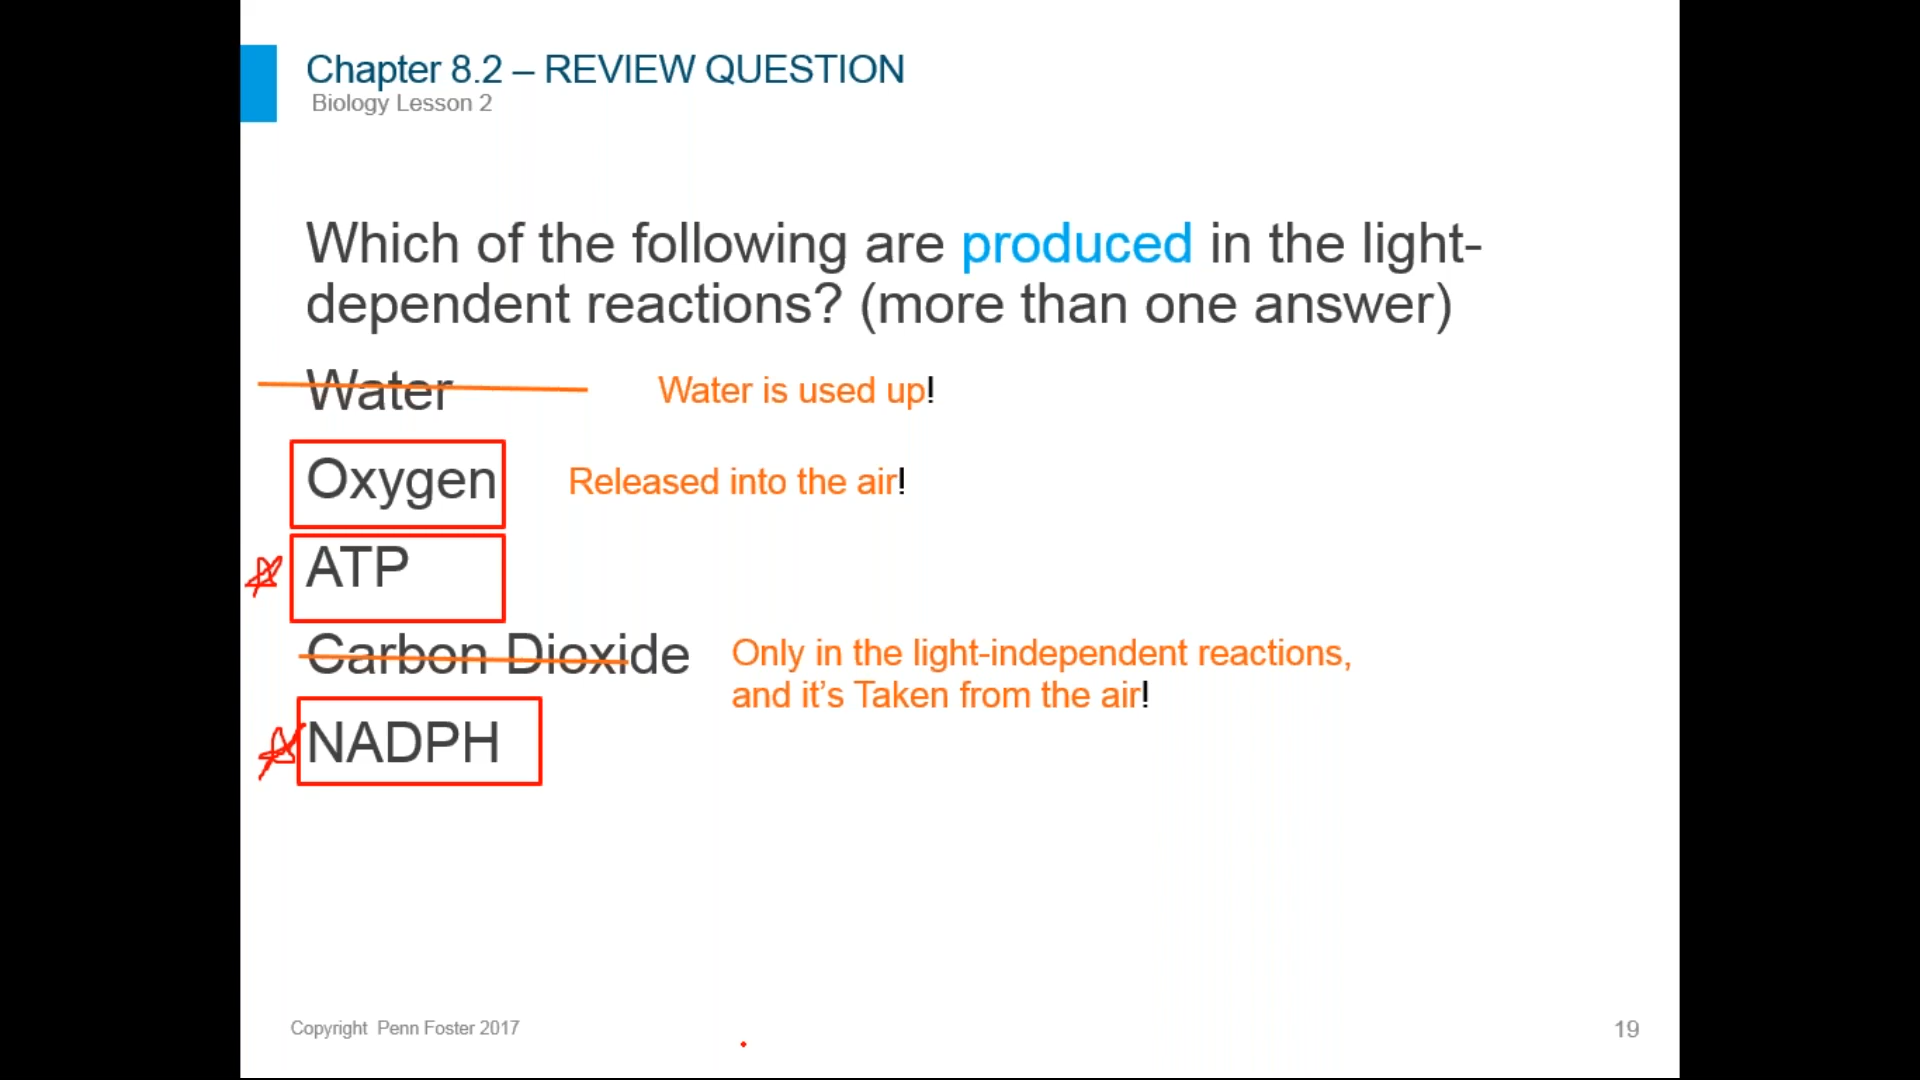 Chapter 8.2 – REVIEW QUESTION
Biology Lesson 2
Which of the following are produced in the light-
dependent reactions? (more than one answer)
Water
Water is used up!
Oxygen
Released into the air!
ATP
Carbon Dioxide
Only in the light-independent reactions,
and it’s Taken from the air!
NADPH
Copyright Penn Foster 2017
19